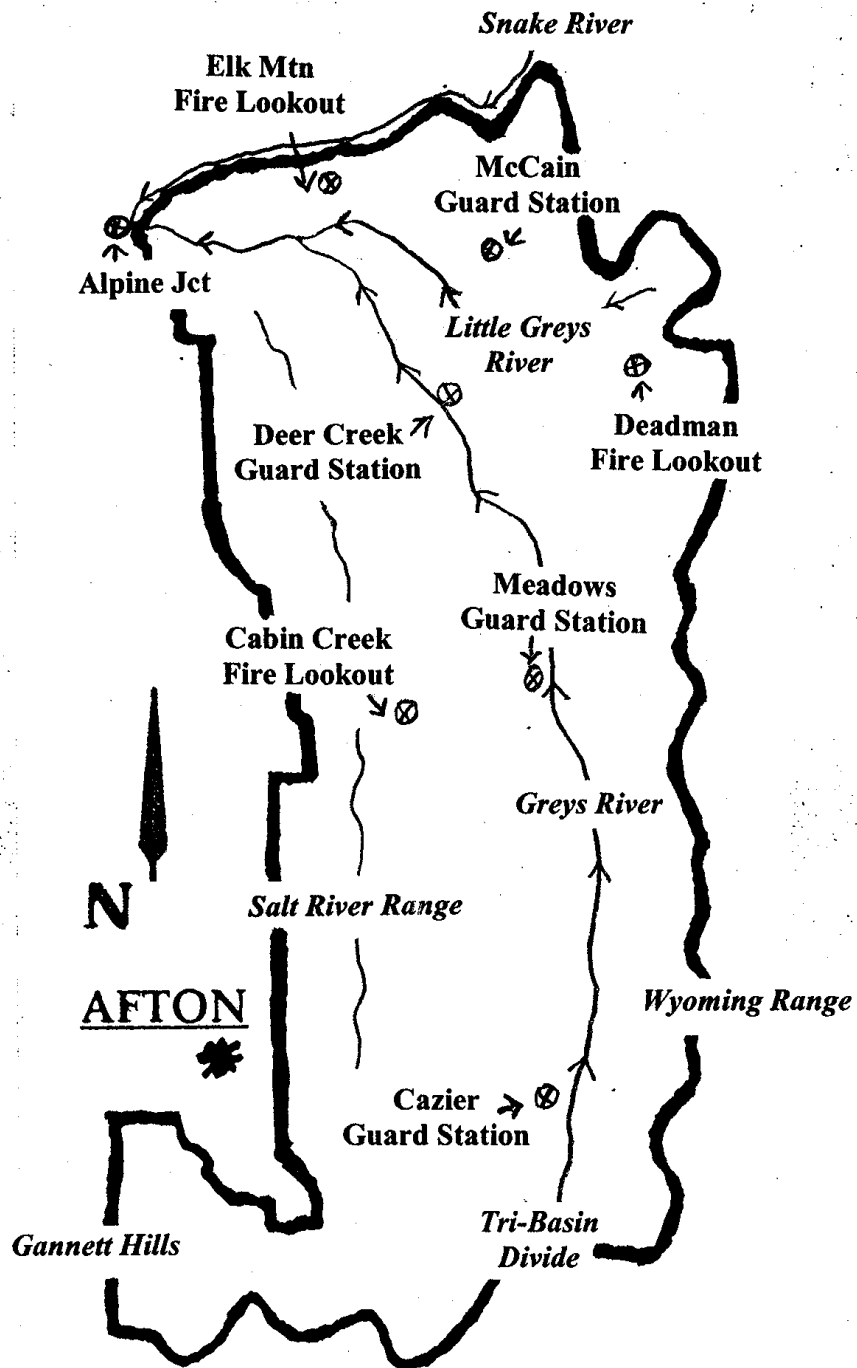 Snake River
Elk Mtn
Fire Lookout
McCain
Guard Station
Alpine Jct
Little Greys
River
Deer Creek
Guard Station
Deadman
Fire Lookout
Meadows
Guard Station
Cabin Creek
Fire Lookout
Greys River
N
Salt River Range
AFTON
Wyoming Range
Cazier
Guard Station
Gannett Hills
Tri-Basin
Divide